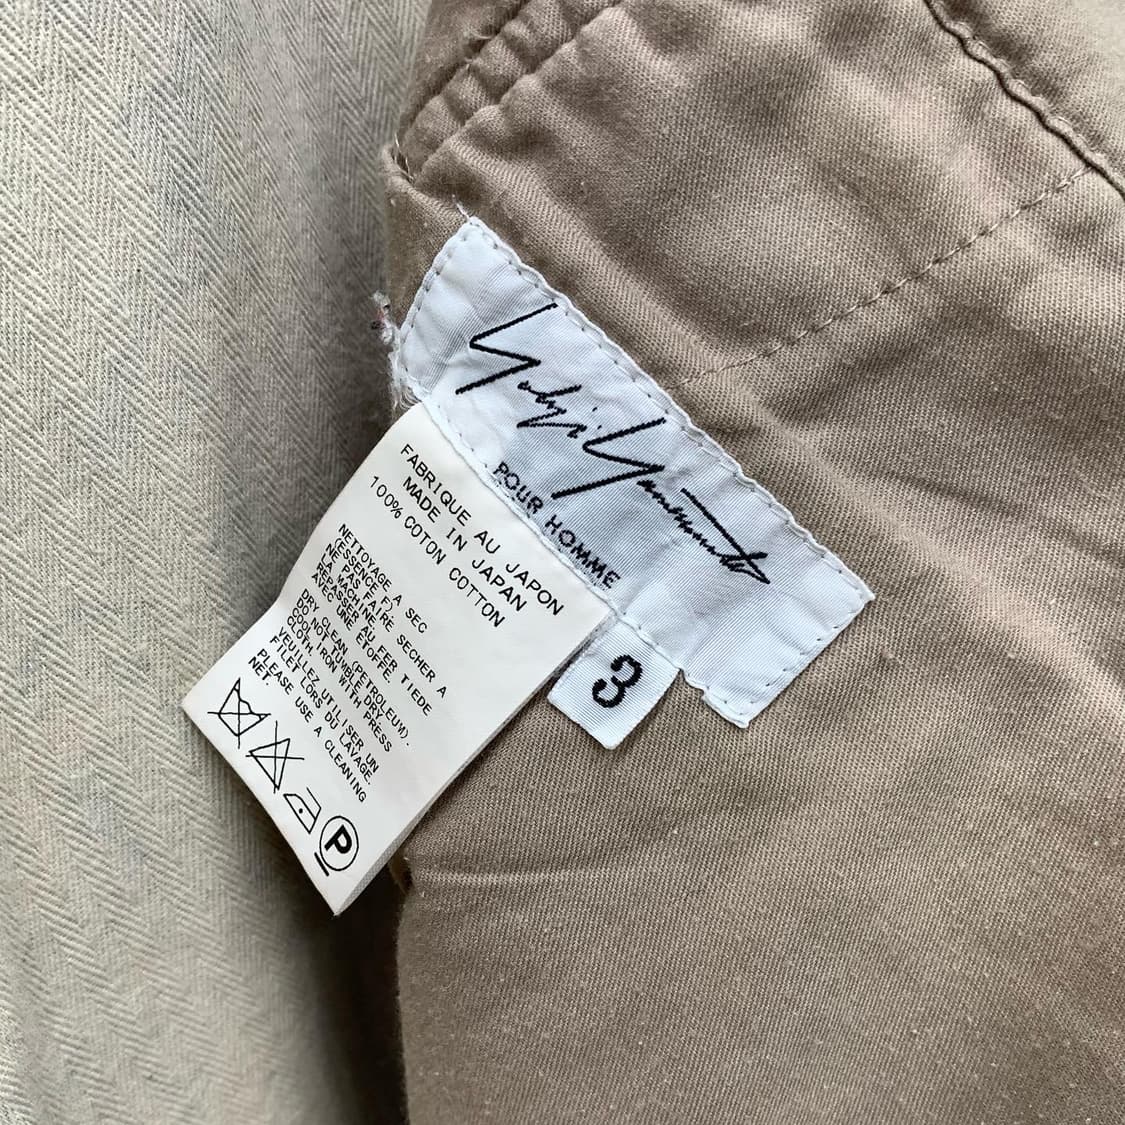 Yohji Yamamoto
POUR HOMME
3
FABRIQUE AU JAPON
MADE IN JAPAN
100% COTON COTTON
NETTOYAGE A SEC
(ESSENCE F).
NE PAS FAIRE SECHER A
LA MACHINE.
REPASSER AU FER TIEDE
AVEC UNE ETOFFE.
DRY CLEAN (PETROLEUM).
DO NOT TUMBLE DRY.
COOL IRON WITH PRESS
CLOTH.
VEUILLEZ UTILISER UN
FILET LORS DU LAVAGE.
PLEASE USE A CLEANING
NET.
P